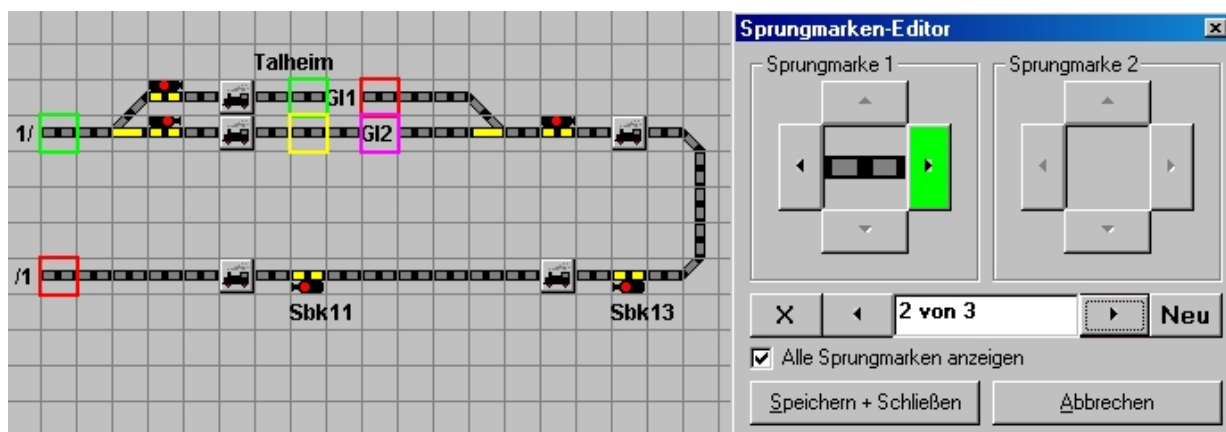 Talheim
Gl1
1/
Gl2
/1
Sbk11
Sbk13
Sprungmarken-Editor
Sprungmarke 1
Sprungmarke 2
X
2 von 3
Neu
Alle Sprungmarken anzeigen
Speichern + Schließen
Abbrechen